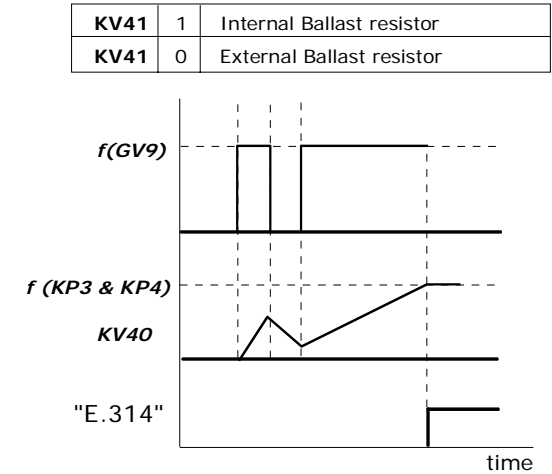 KV41 1 Internal Ballast resistor
KV41 0 External Ballast resistor
f(GV9)
f (KP3 & KP4)
KV40
"E.314"
time